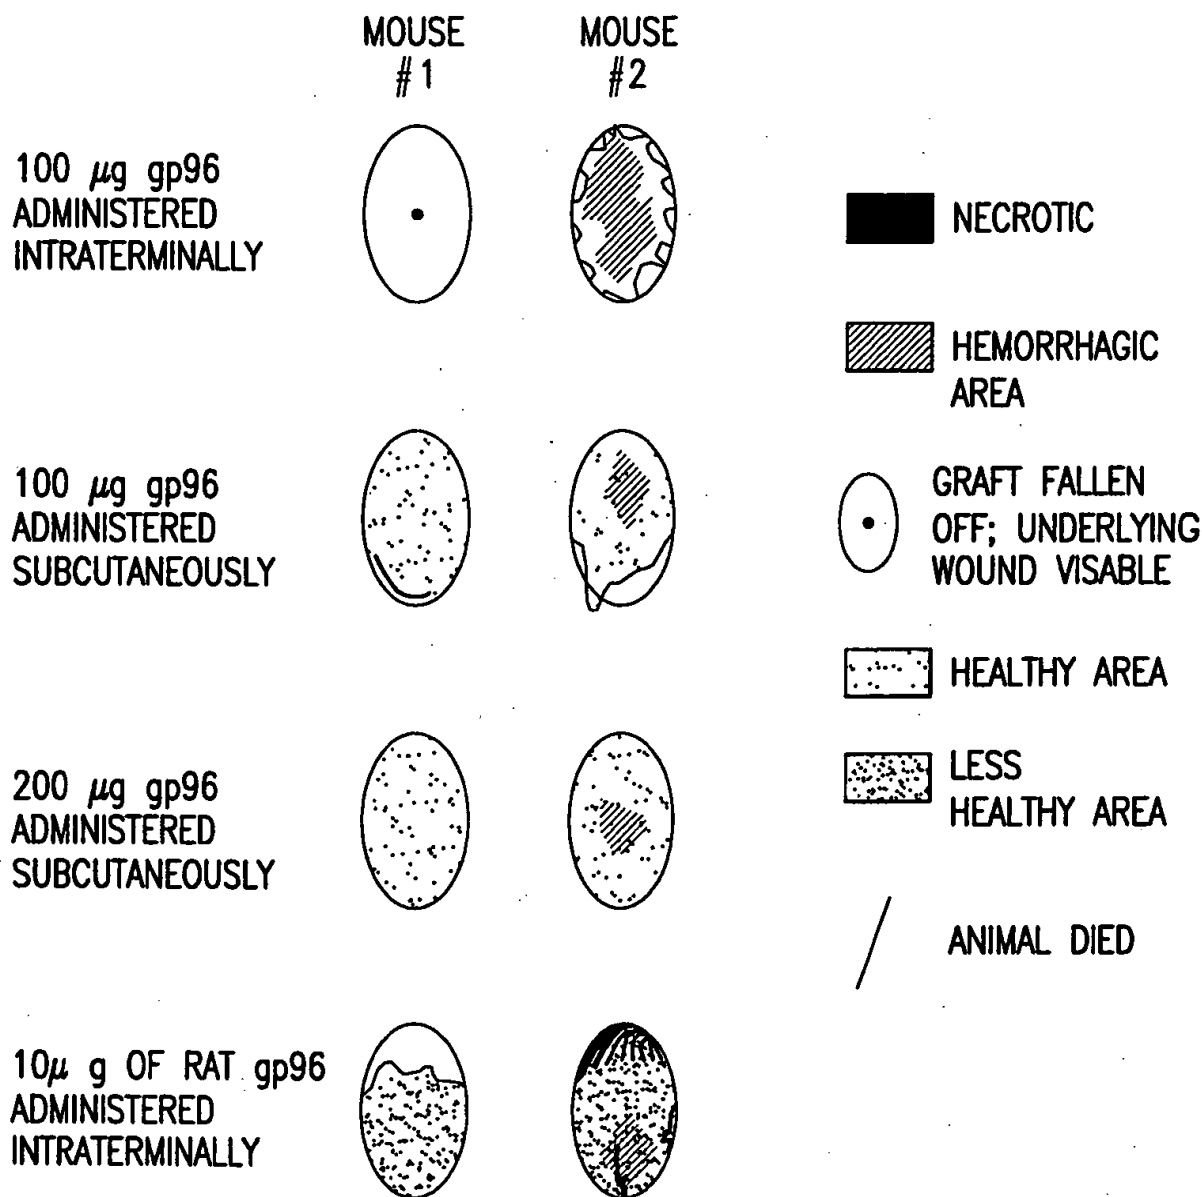 MOUSE
#1
MOUSE
#2
100 μg gp96
ADMINISTERED
INTRATERMINALLY
100 μg gp96
ADMINISTERED
SUBCUTANEOUSLY
200 μg gp96
ADMINISTERED
SUBCUTANEOUSLY
10μ g OF RAT gp96
ADMINISTERED
INTRATERMINALLY
NECROTIC
HEMORRHAGIC
AREA
GRAFT FALLEN
OFF; UNDERLYING
WOUND VISABLE
HEALTHY AREA
LESS
HEALTHY AREA
ANIMAL DIED